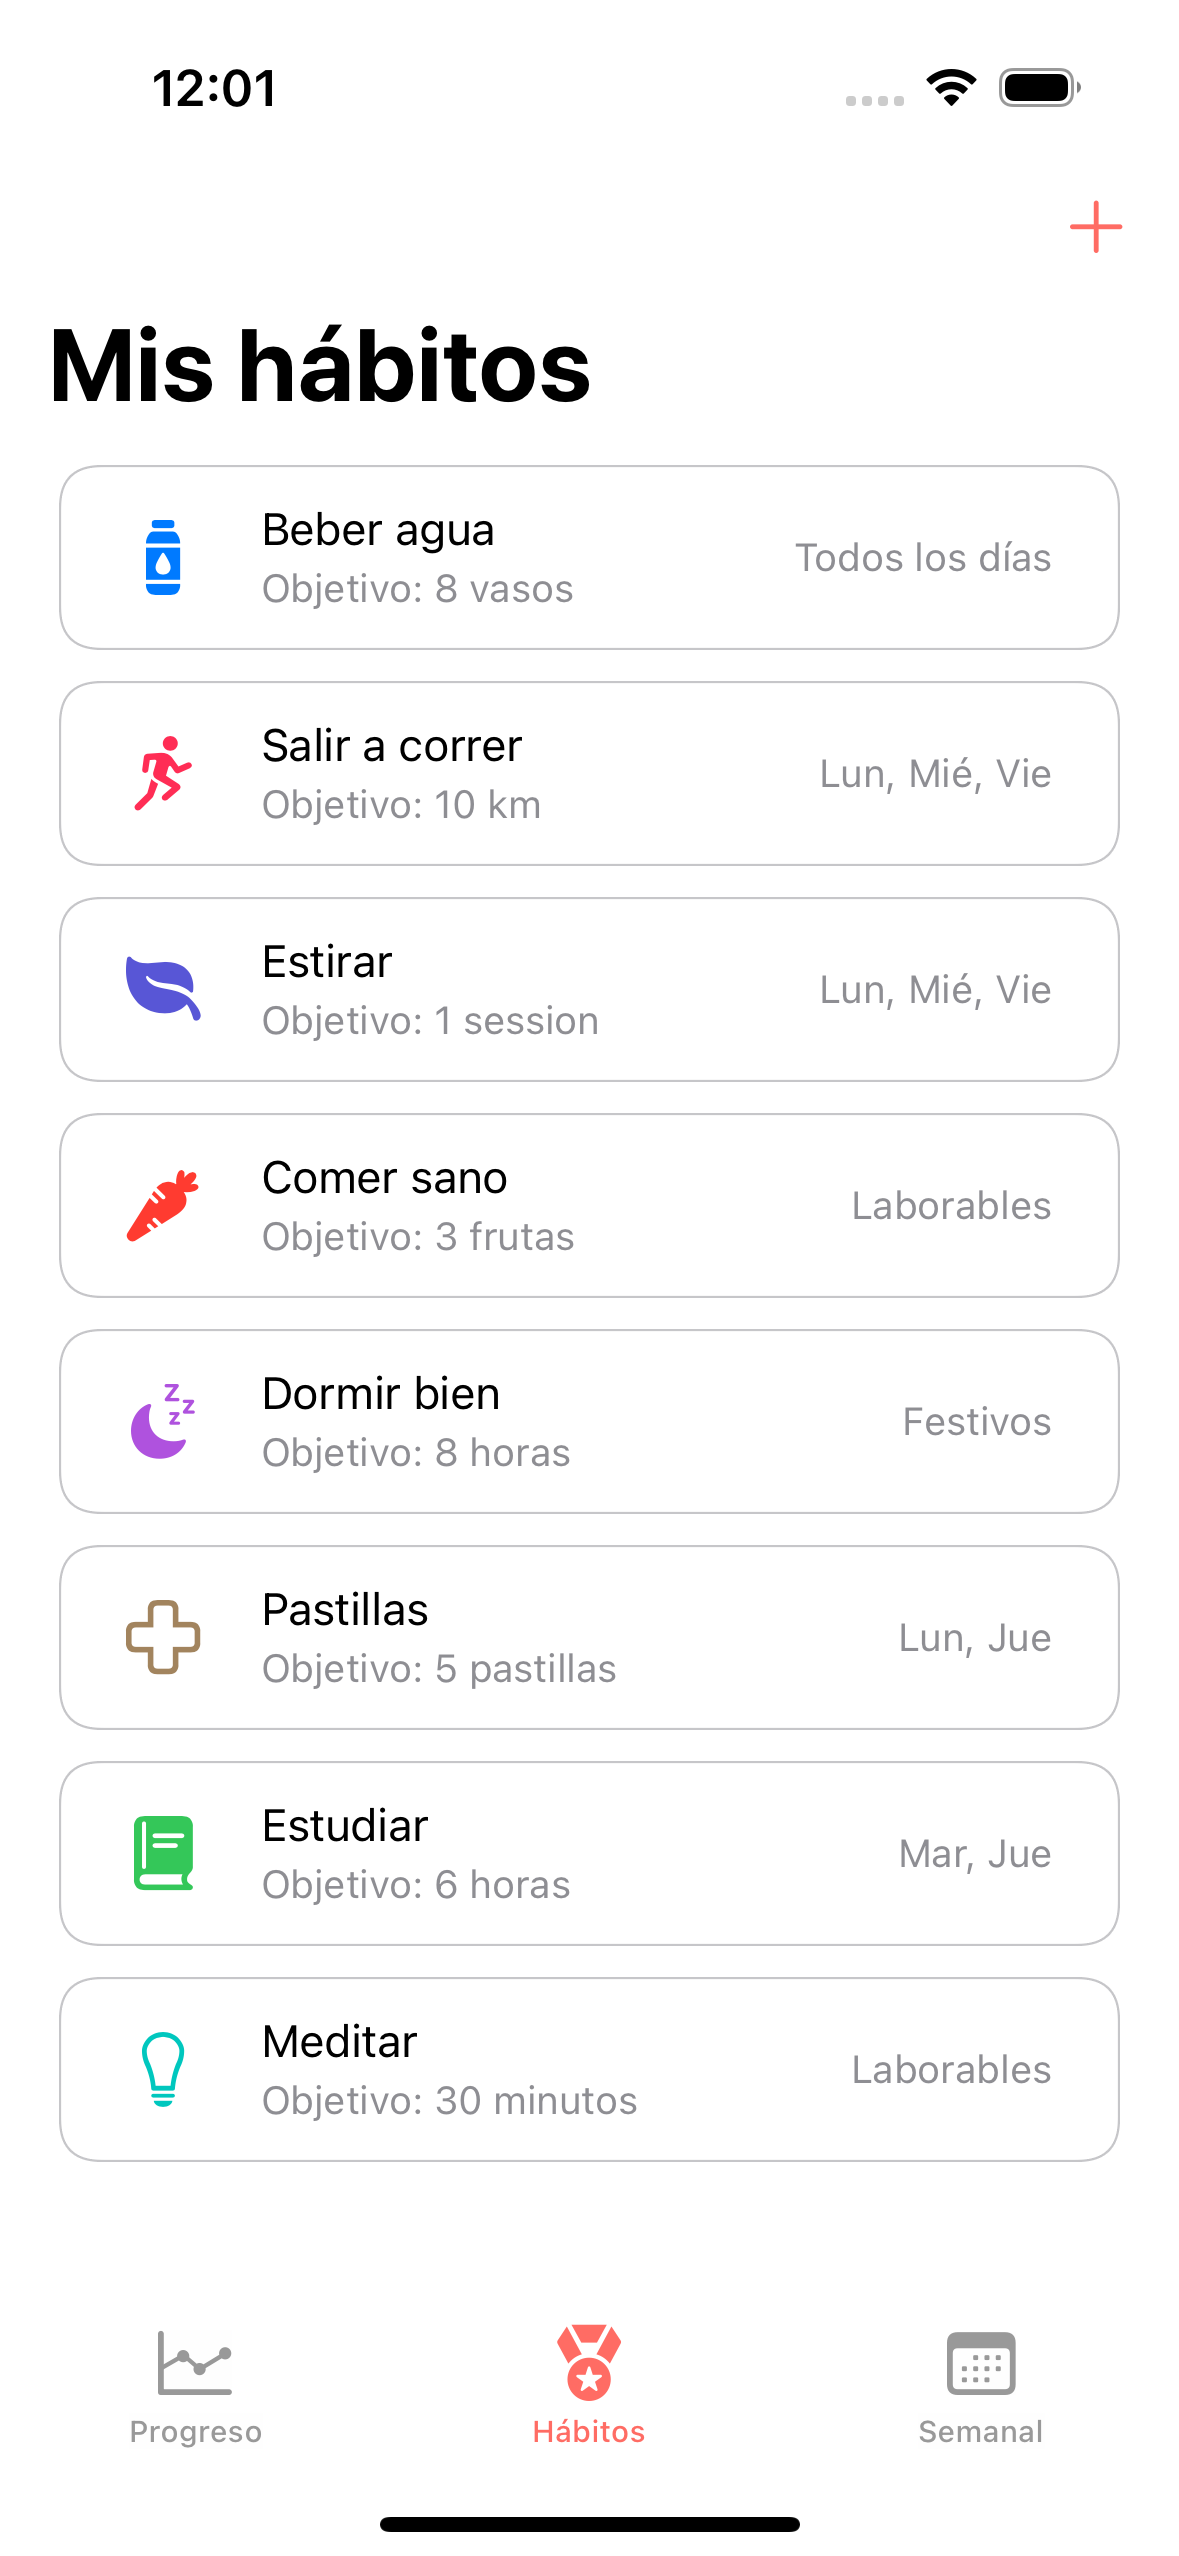 12:01
Mis hábitos
Beber agua
Objetivo: 8 vasos
Todos los días
Salir a correr
Objetivo: 10 km
Lun, Mié, Vie
Estirar
Objetivo: 1 session
Lun, Mié, Vie
Comer sano
Objetivo: 3 frutas
Laborables
Dormir bien
Objetivo: 8 horas
Festivos
Pastillas
Objetivo: 5 pastillas
Lun, Jue
Estudiar
Objetivo: 6 horas
Mar, Jue
Meditar
Objetivo: 30 minutos
Laborables
Progreso
Hábitos
Semanal